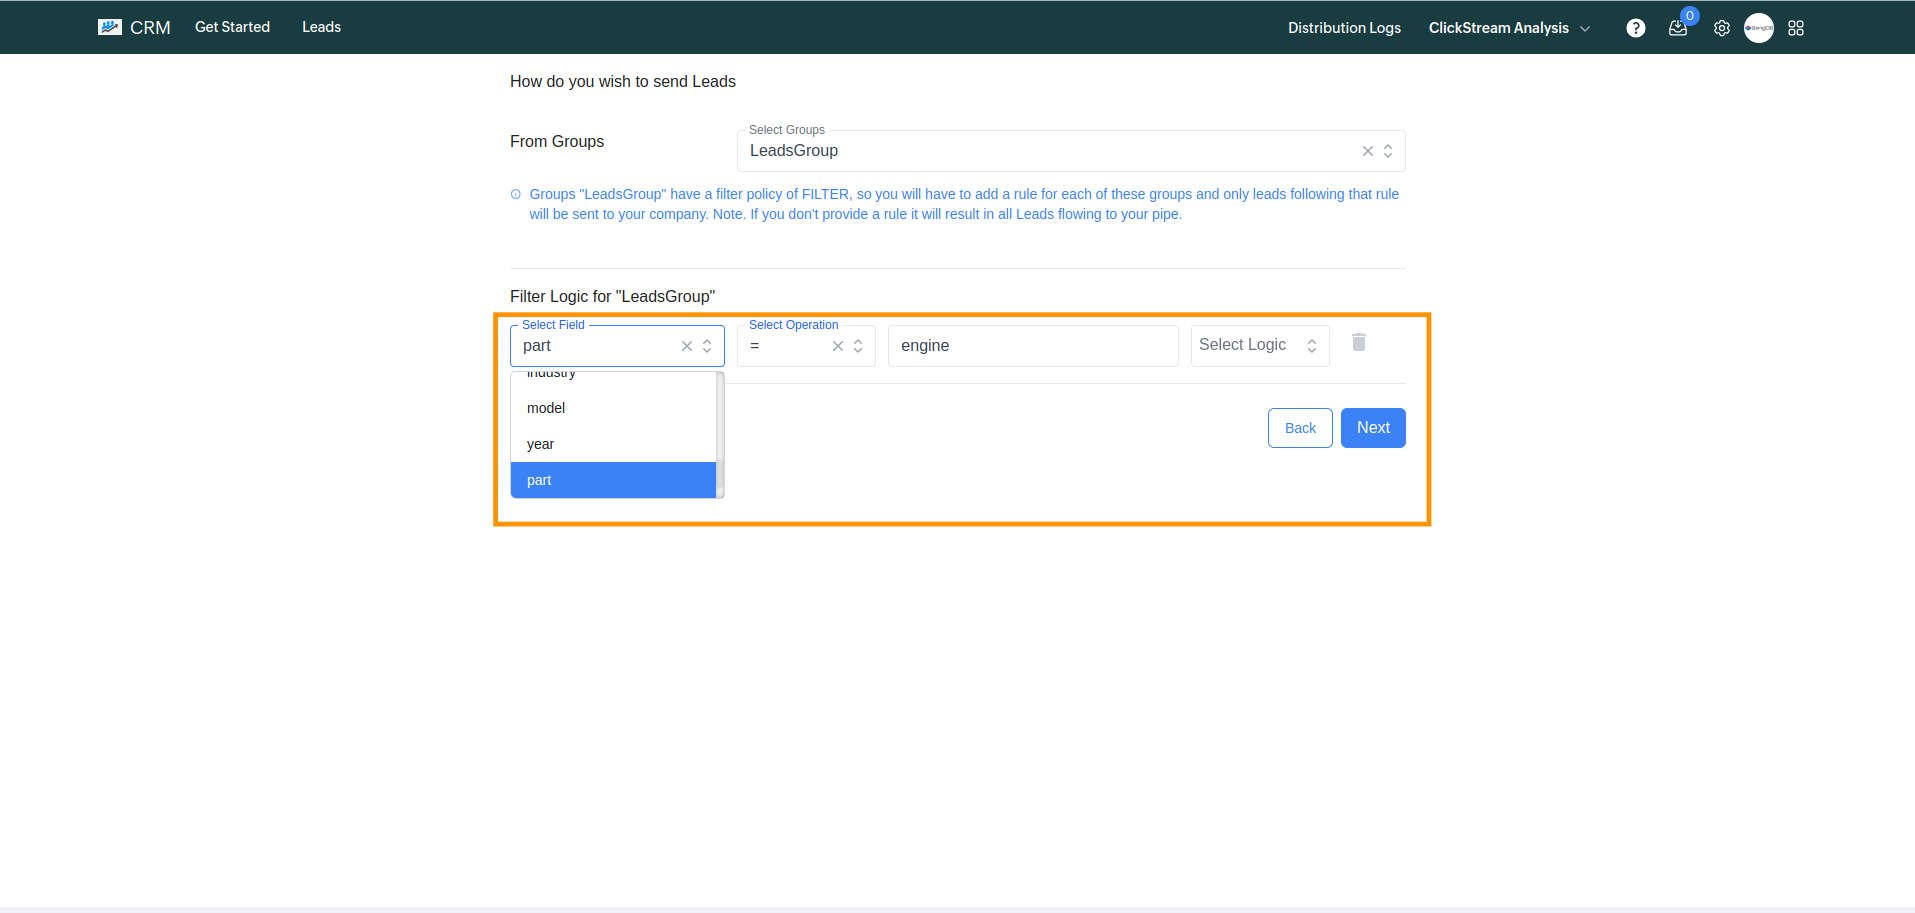 CRM Get Started Leads Distribution Logs ClickStream Analysis ? 0
How do you wish to send Leads
Select Groups
From Groups LeadsGroup
Groups "LeadsGroup" have a filter policy of FILTER, so you will have to add a rule for each of these groups and only leads following that rule
will be sent to your company. Note. If you don't provide a rule it will result in all Leads flowing to your pipe.
Filter Logic for "LeadsGroup"
Select Field Select Operation
part = engine Select Logic
industry
model
year
part
Back Next